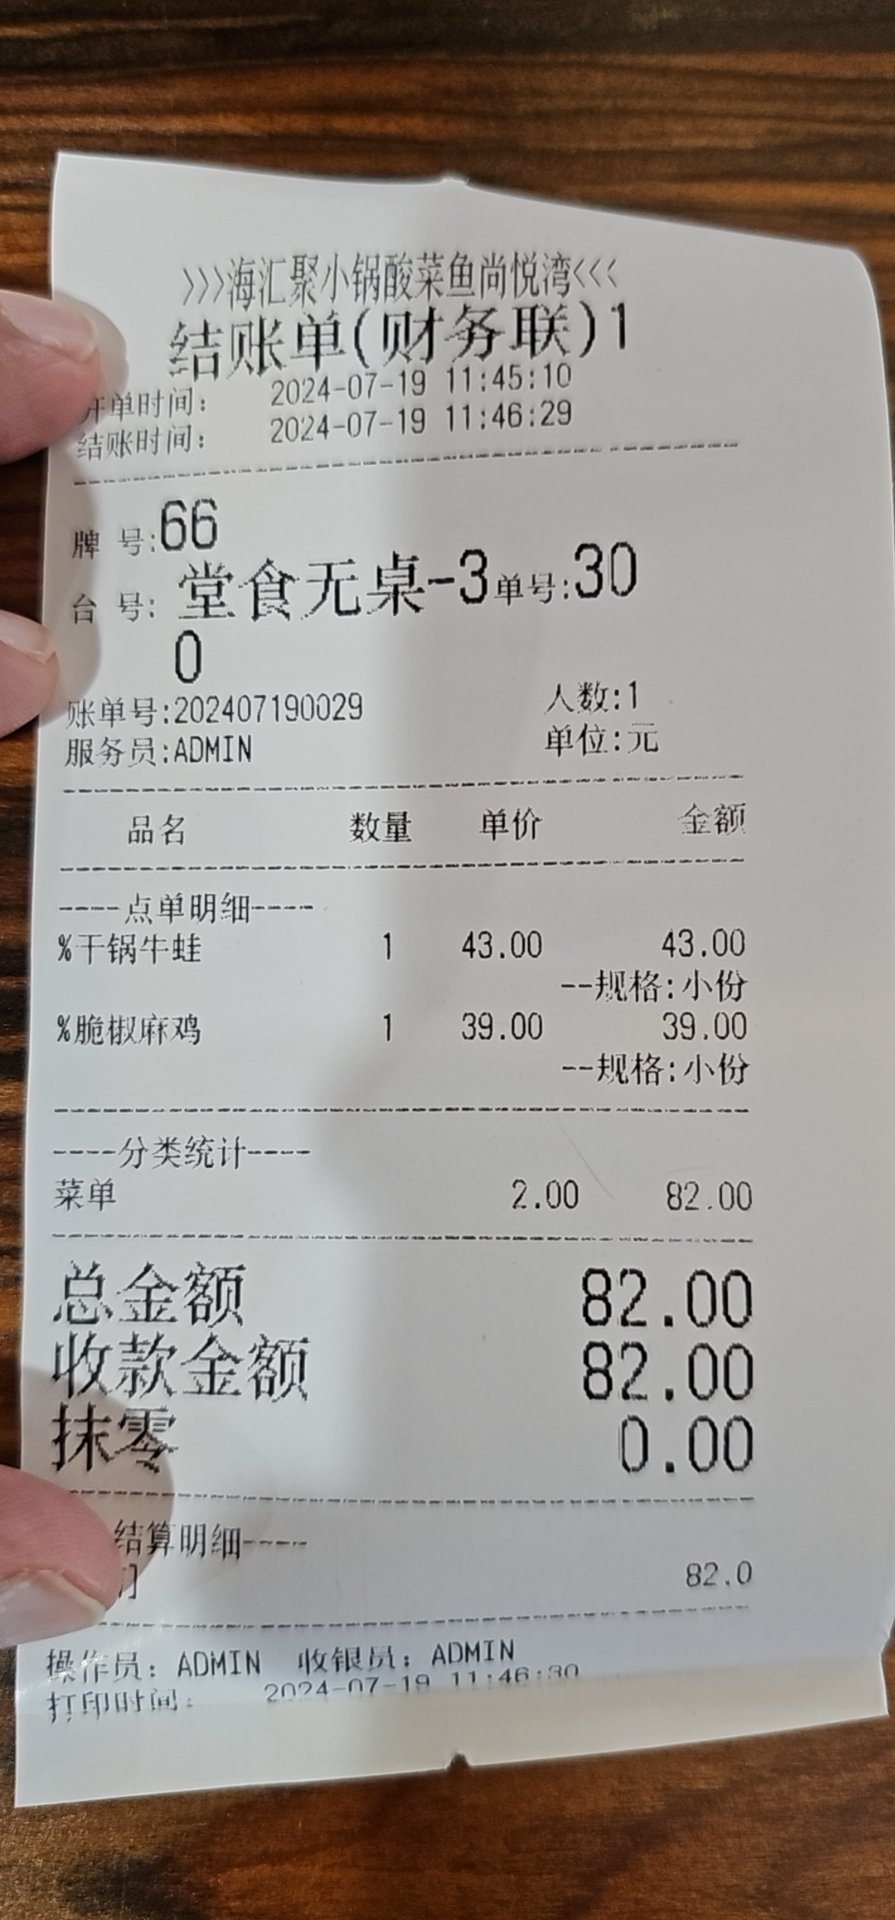 >>>海汇聚小锅酸菜鱼尚悦湾<<<
结账单(财务联)1
开单时间: 2024-07-19 11:45:10
结账时间: 2024-07-19 11:46:29
牌 号:66
台 号: 堂食无桌-3单号:30
0
账单号:202407190029 人数:1
服务员:ADMIN 单位:元
品名 数量 单价 金额
----点单明细----
%干锅牛蛙 1 43.00 43.00
--规格:小份
%脆椒麻鸡 1 39.00 39.00
--规格:小份
----分类统计----
菜单 2.00 82.00
总金额 82.00
收款金额 82.00
抹零 0.00
结算明细----
] 82.0
操作员: ADMIN 收银员: ADMIN
打印时间: 2024-07-19 11:46:30